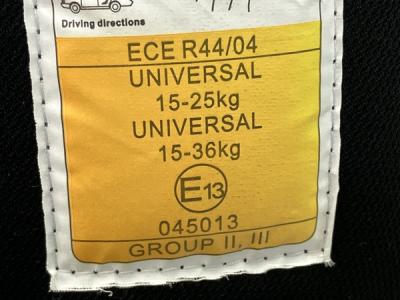 Driving directions
ECE R44/04
UNIVERSAL
15-25kg
UNIVERSAL
15-36kg
E13
045013
GROUP II, III